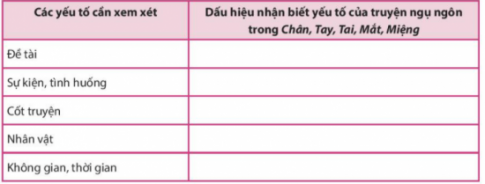 Các yếu tố cần xem xét
Dấu hiệu nhận biết yếu tố của truyện ngụ ngôn
trong Chân, Tay, Tai, Mắt, Miệng
Đề tài
Sự kiện, tình huống
Cốt truyện
Nhân vật
Không gian, thời gian